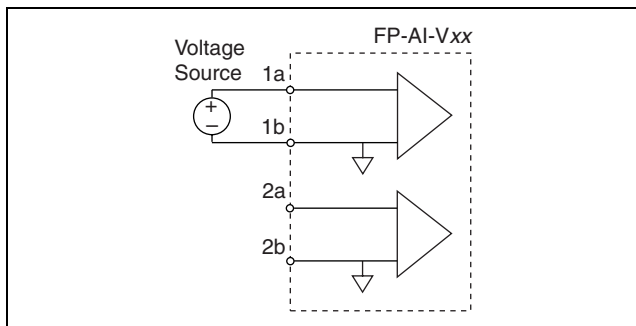 FP-AI-Vxx
Voltage
Source
1a
+
−
1b
2a
2b